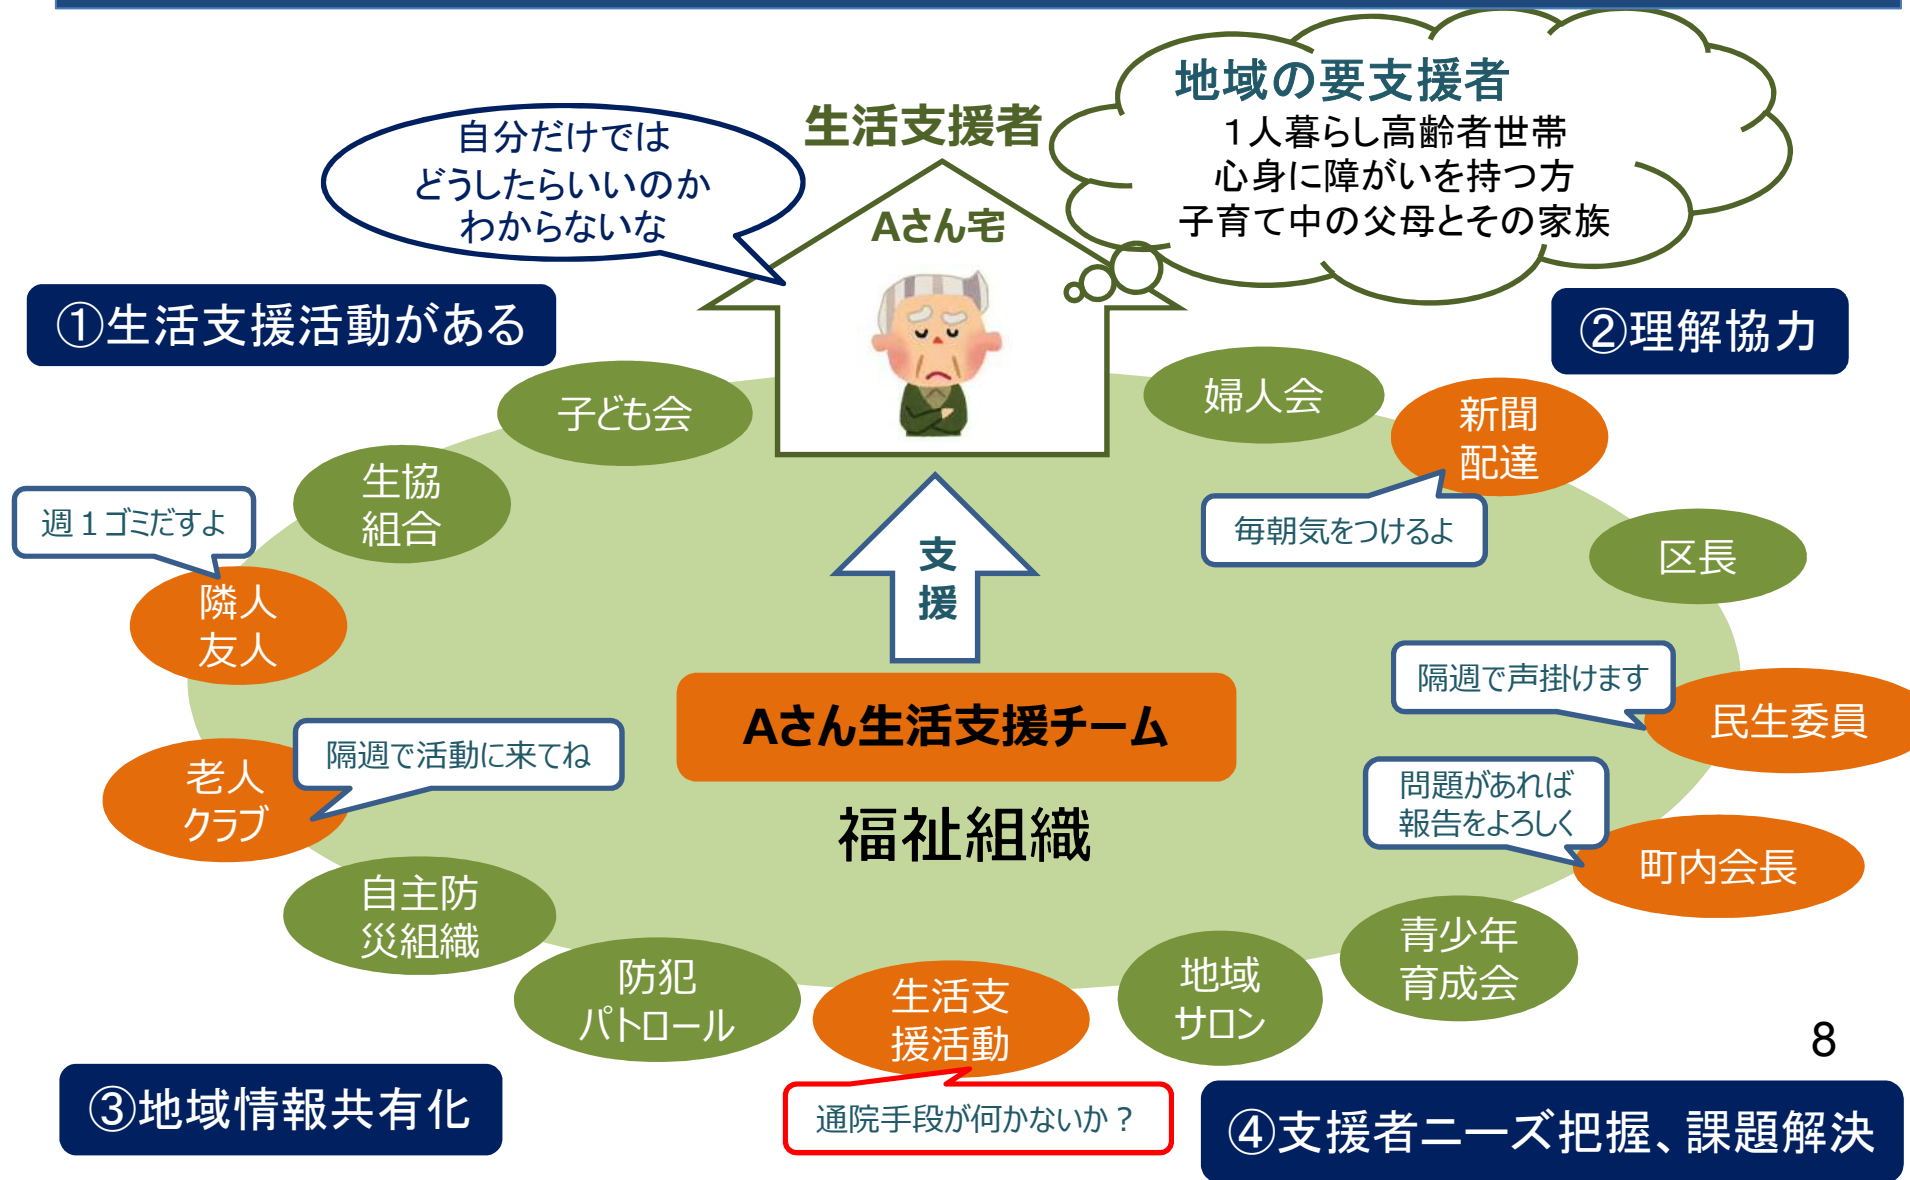 地域の要支援者
1人暮らし高齢者世帯
心身に障がいを持つ方
子育て中の父母とその家族
生活支援者
自分だけでは
どうしたらいいのか
わからないな
Aさん宅
①生活支援活動がある
②理解協力
子ども会
婦人会
新聞
配達
生協
組合
週1ゴミだすよ
毎朝気をつけるよ
区長
支
援
隣人
友人
隔週で声掛けます
民生委員
Aさん生活支援チーム
隔週で活動に来てね
老人
クラブ
問題があれば
報告をよろしく
町内会長
福祉組織
自主防
災組織
青少年
育成会
防犯
パトロール
生活支
援活動
地域
サロン
8
③地域情報共有化
通院手段が何かないか？
④支援者ニーズ把握、課題解決